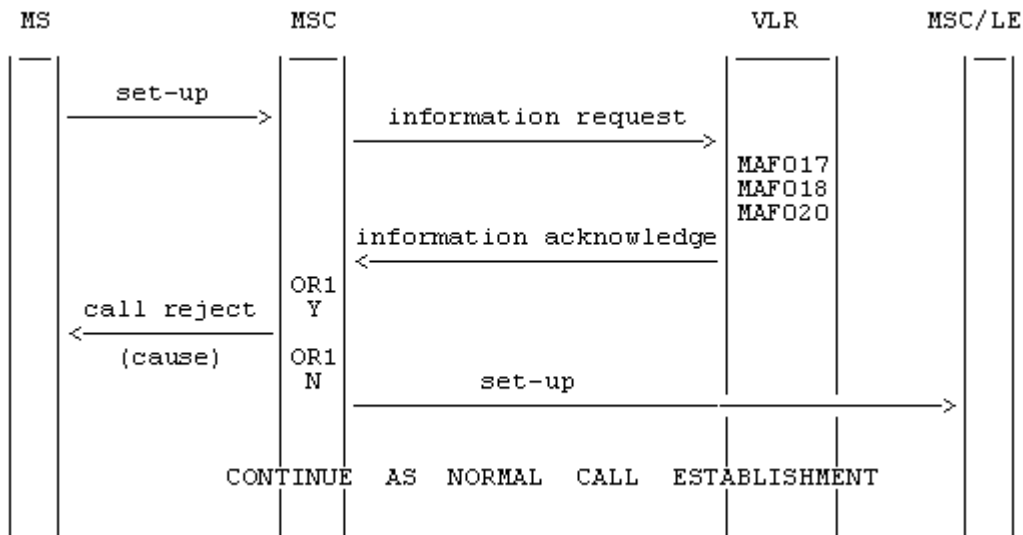 MS MSC VLR MSC/LE
set-up
information request
MAF017
MAF018
MAF020
information acknowledge
OR1
Y
call reject
(cause)
OR1
N
set-up
CONTINUE AS NORMAL CALL ESTABLISHMENT